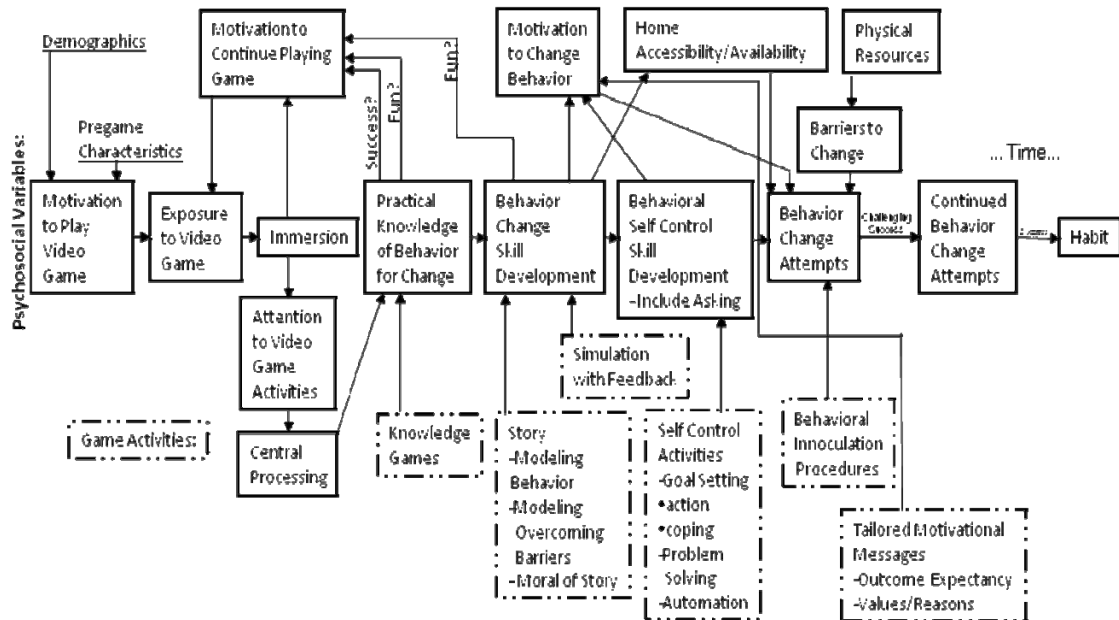 Demographics
Pregame
Characteristics
Psychosocial Variables:
Motivation to
Continue Playing
Game
Success?
Fun?
Fun?
Motivation
to Change
Behavior
Home
Accessibility/Availability
Physical
Resources
Barriers to
Change
... Time...
Motivation
to Play
Video
Game
Exposure
to Video
Game
Immersion
Practical
Knowledge
of Behavior
for Change
Behavior
Change
Skill
Development
Behavioral
Self Control
Skill
Development
-Include Asking
Behavior
Change
Attempts
Challenging
Success
Continued
Behavior
Change
Attempts
Habit
Attention
to Video
Game
Activities
Central
Processing
Game Activities:
Knowledge
Games
Story
-Modeling
Behavior
-Modeling
Overcoming
Barriers
-Moral of Story
Simulation
with Feedback
Self Control
Activities
-Goal Setting
•action
•coping
-Problem
Solving
-Automation
Behavioral
Innoculation
Procedures
Tailored Motivational
Messages
-Outcome Expectancy
-Values/Reasons